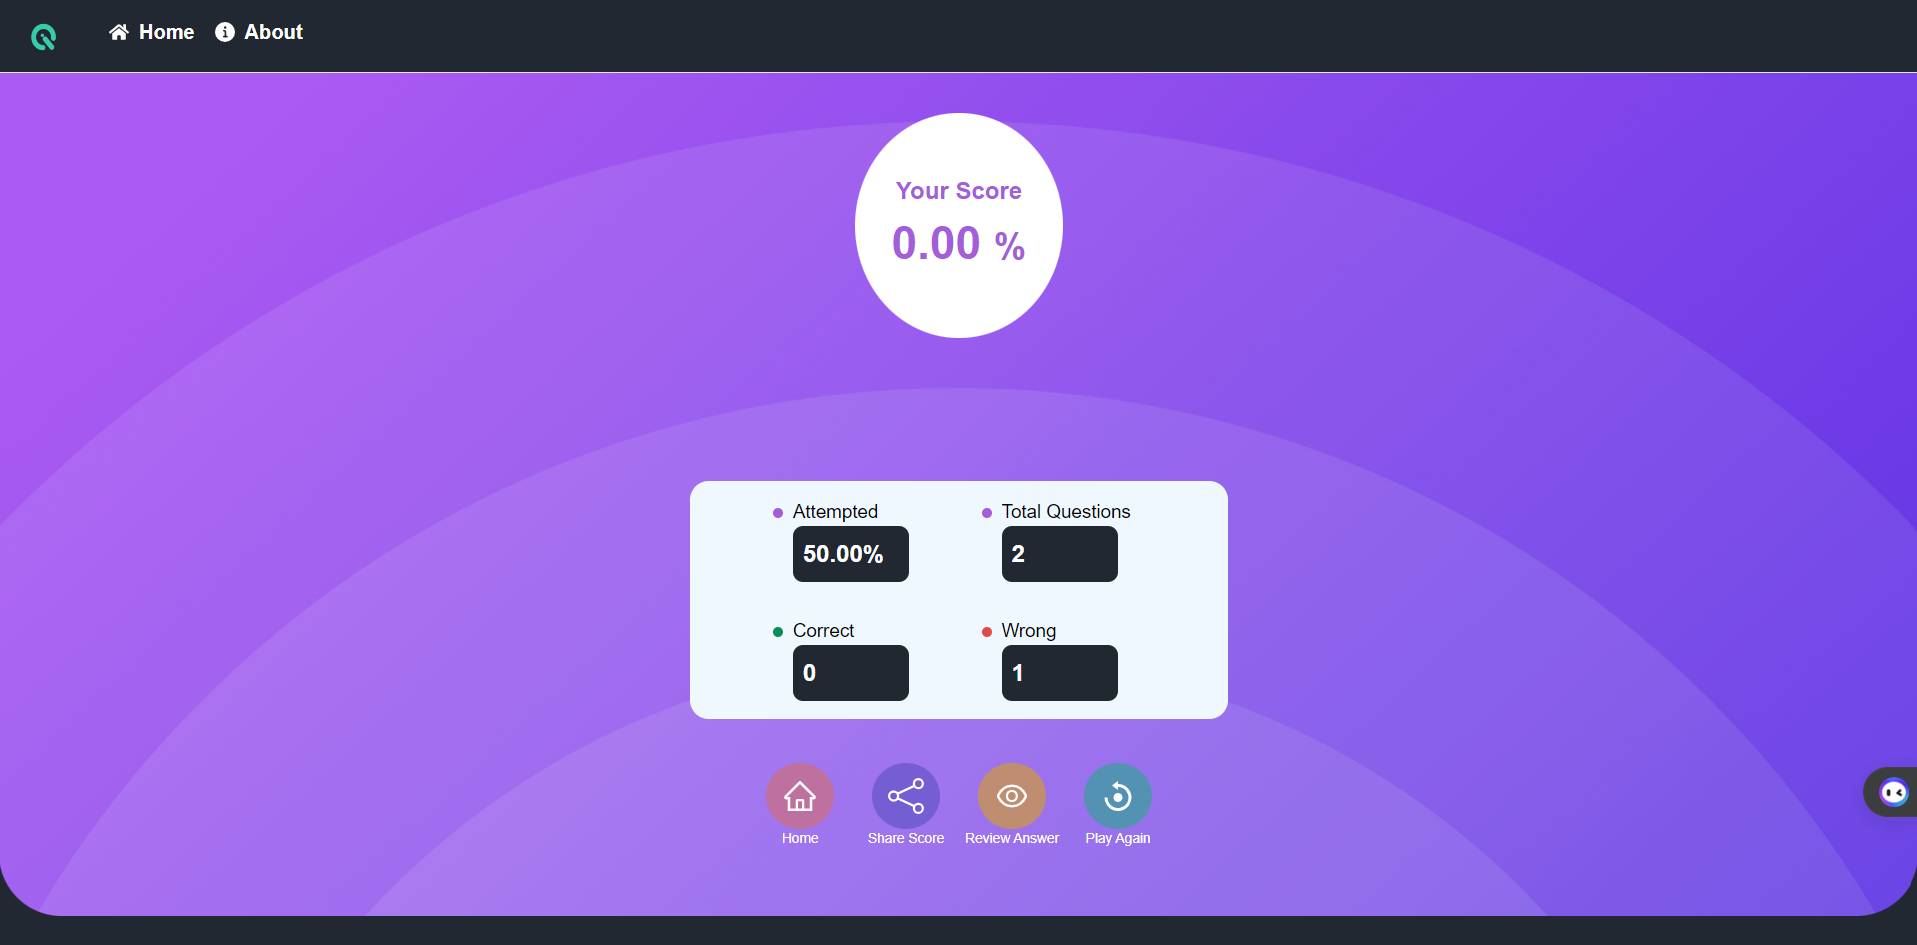 Home About
Your Score
0.00 %
Attempted Total Questions
50.00% 2
Correct Wrong
0 1
Home Share Score Review Answer Play Again